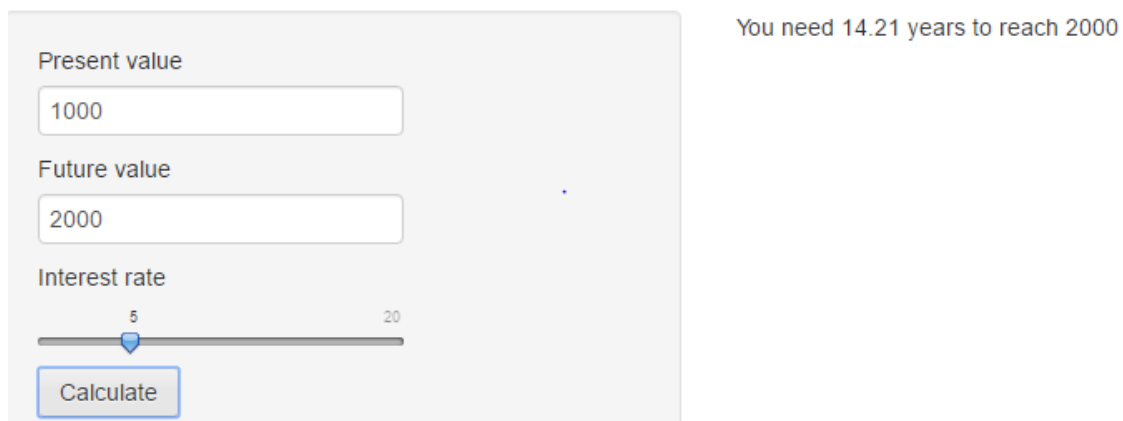 You need 14.21 years to reach 2000
Present value
1000
Future value
2000
Interest rate
5 20
Calculate